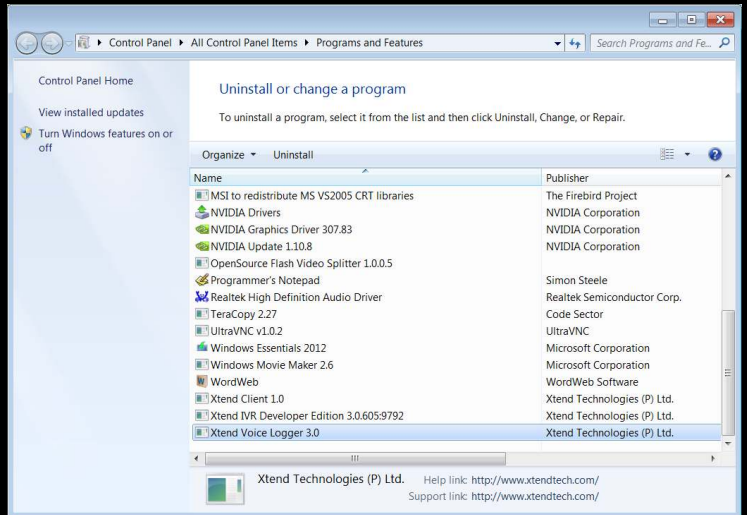 Control Panel ▸ All Control Panel Items ▸ Programs and Features
Search Programs and Fe...
Control Panel Home
View installed updates
Turn Windows features on or
off
Uninstall or change a program
To uninstall a program, select it from the list and then click Uninstall, Change, or Repair.
Organize Uninstall
Name Publisher
MSI to redistribute MS VS2005 CRT libraries The Firebird Project
NVIDIA Drivers NVIDIA Corporation
NVIDIA Graphics Driver 307.83 NVIDIA Corporation
NVIDIA Update 1.10.8 NVIDIA Corporation
OpenSource Flash Video Splitter 1.0.0.5
Programmer's Notepad Simon Steele
Realtek High Definition Audio Driver Realtek Semiconductor Corp.
TeraCopy 2.27 Code Sector
UltraVNC v1.0.2 UltraVNC
Windows Essentials 2012 Microsoft Corporation
Windows Movie Maker 2.6 Microsoft Corporation
WordWeb WordWeb Software
Xtend Client 1.0 Xtend Technologies (P) Ltd.
Xtend IVR Developer Edition 3.0.605:9792 Xtend Technologies (P) Ltd.
Xtend Voice Logger 3.0 Xtend Technologies (P) Ltd.
Xtend Technologies (P) Ltd. Help link: http://www.xtendtech.com/
Support link: http://www.xtendtech.com/